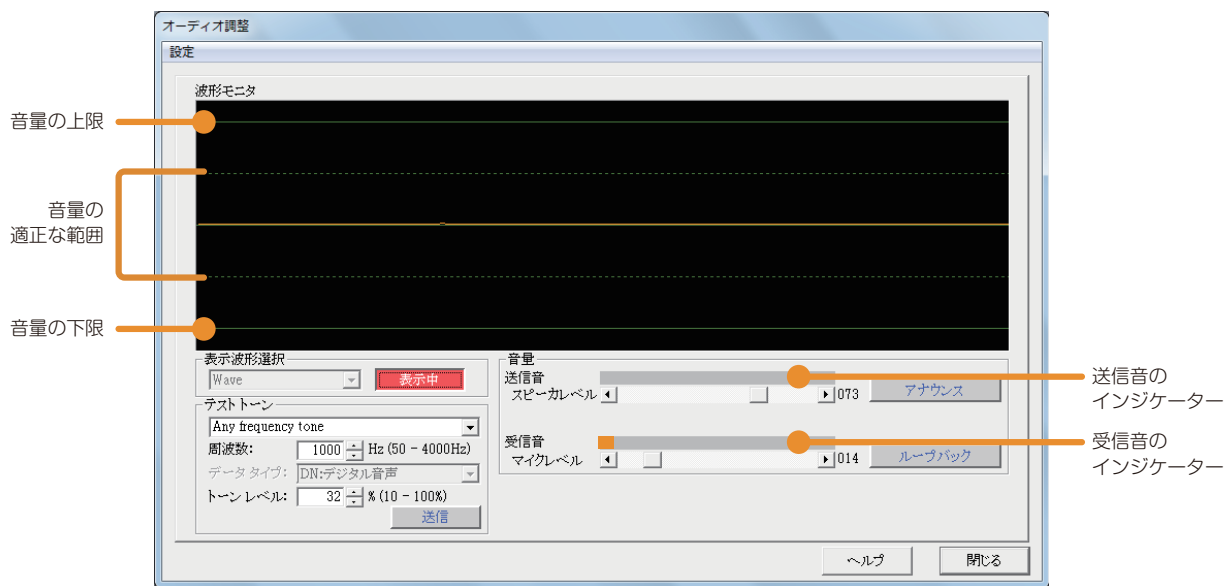 オーディオ調整
設定
波形モニタ
音量の上限
音量の
適正な範囲
音量の下限
表示波形選択
Wave
表示中
テストトーン
Any frequency tone
周波数: 1000 Hz (50 - 4000Hz)
データタイプ: DN:デジタル音声
トーンレベル: 32 % (10 - 100%)
送信
音量
送信音
スピーカレベル 073 アナウンス
受信音
マイクレベル 014 ループバック
送信音の
インジケーター
受信音の
インジケーター
ヘルプ 閉じる